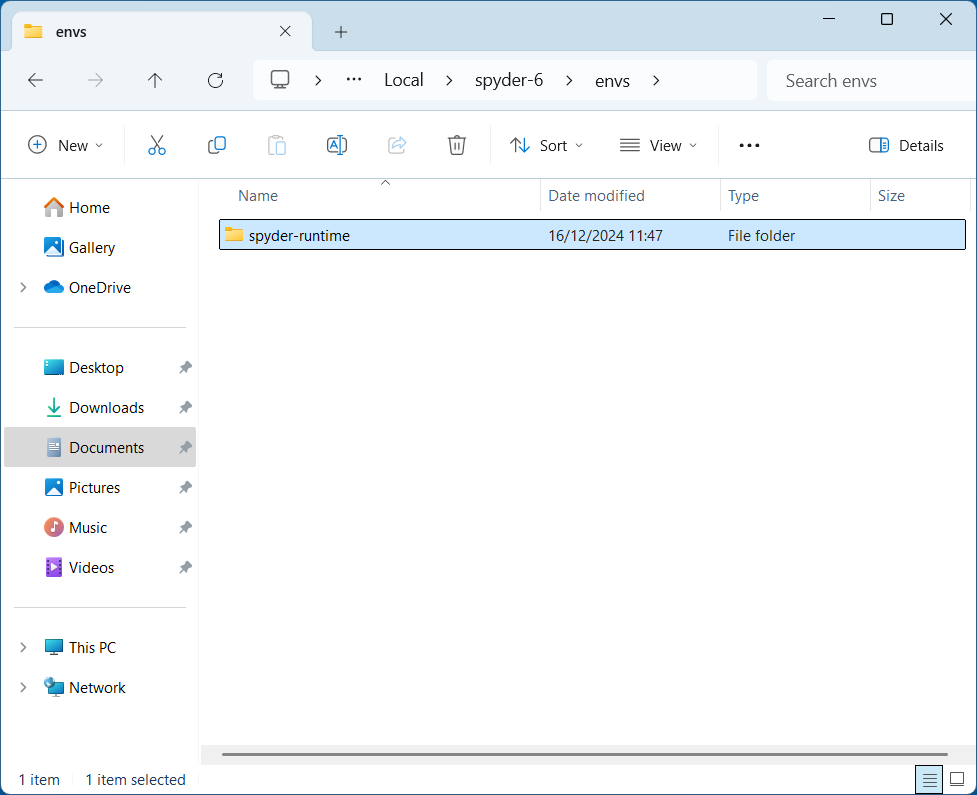 envs
Local spyder-6 envs
Search envs
New Sort View Details
Name Date modified Type Size
spyder-runtime 16/12/2024 11:47 File folder
Home
Gallery
OneDrive
Desktop
Downloads
Documents
Pictures
Music
Videos
This PC
Network
1 item 1 item selected